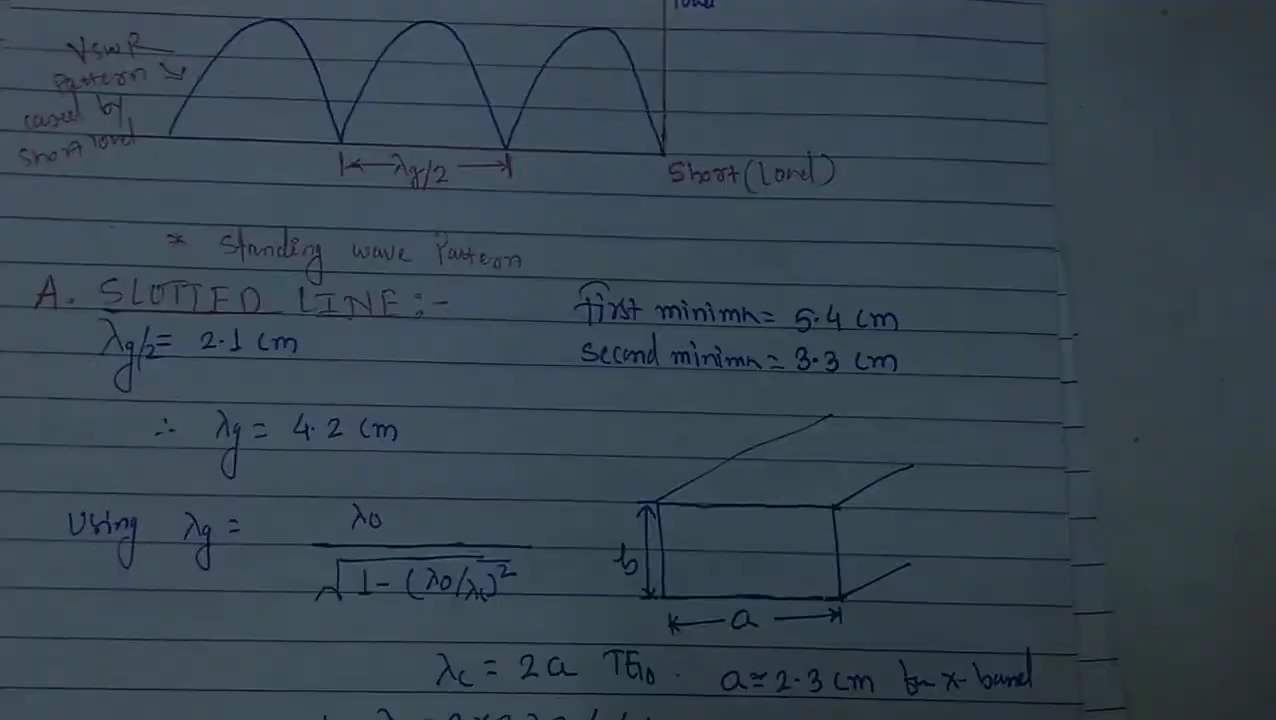 VSWR
Pattern
caused by
Short load
λg/2
Short (Load)
* Standing wave Pattern
A. SLOTTED LINE:-
λg/2 = 2.1 cm
first minima = 5.4 cm
second minima = 3.3 cm
∴ λg = 4.2 cm
Using λg = λ0 / √1-(λ0/λc)²
b
a
λc = 2a TE10. a≃2.3 cm for x-band